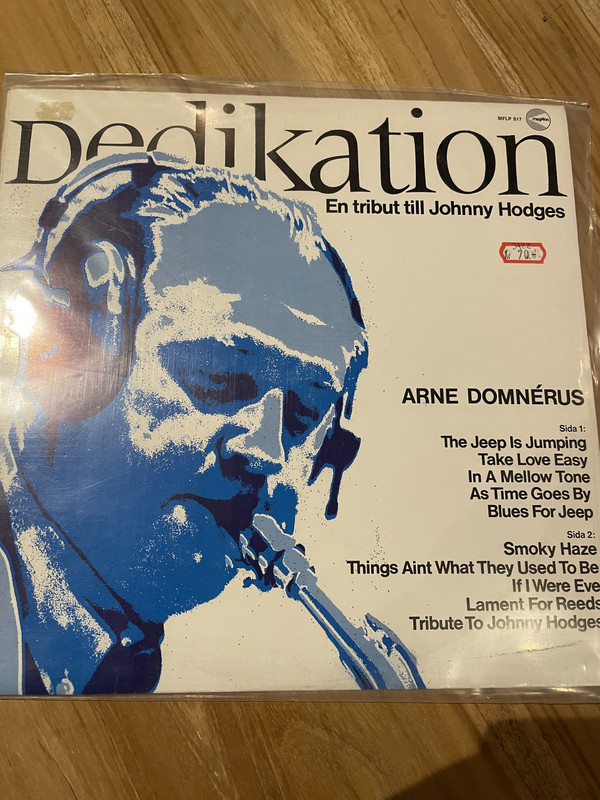 MFLP 517
Dedikation
En tribut till Johnny Hodges
ARNE DOMNÉRUS
Sida 1:
The Jeep Is Jumping
Take Love Easy
In A Mellow Tone
As Time Goes By
Blues For Jeep
Sida 2:
Smoky Haze
Things Aint What They Used To Be
If I Were Eve
Lament For Reeds
Tribute To Johnny Hodges